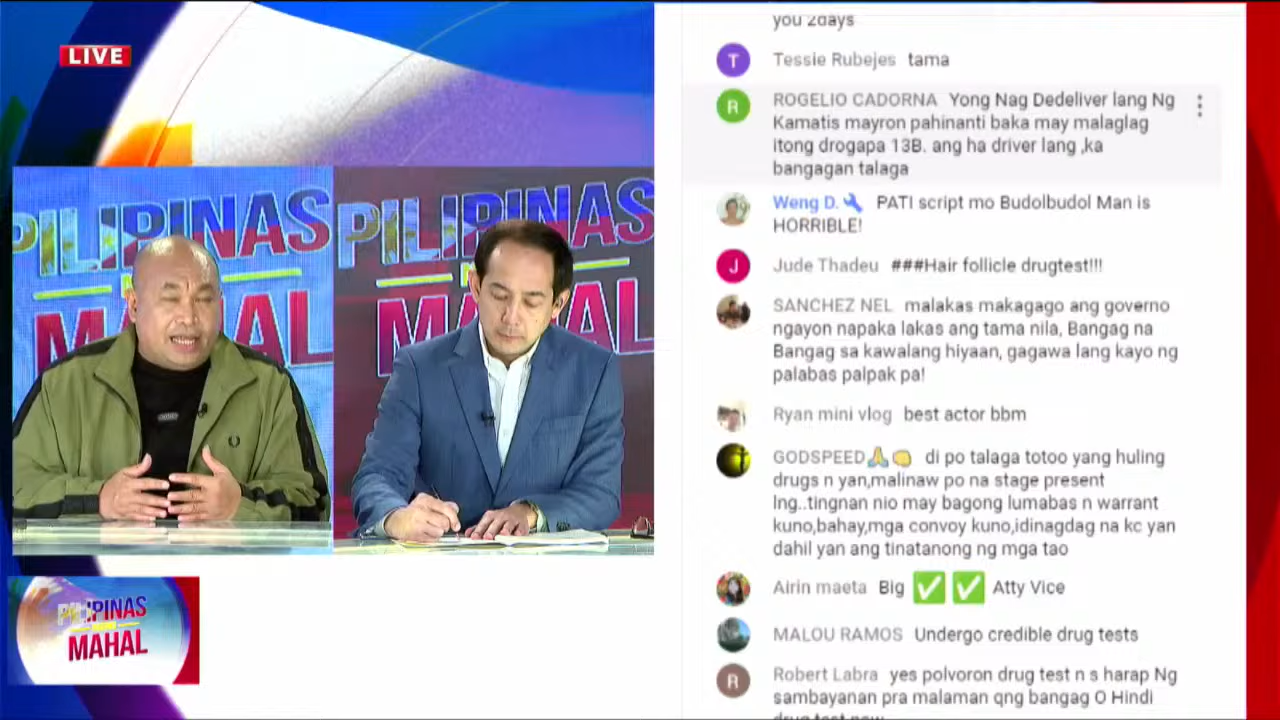 LIVE
PILIPINAS
MAHAL
PILIPINAS
MAHAL
PILIPINAS
MAHAL
you 2days
T Tessie Rubejes tama
R ROGELIO CADORNA Yong Nag Dedeliver lang Ng
Kamatis mayron pahinanti baka may malaglag
itong drogapa 13B. ang ha driver lang ,ka
bangagan talaga
Weng D. PATI script mo Budolbudol Man is
HORRIBLE!
J Jude Thadeu ###Hair follicle drugtest!!!
SANCHEZ NEL malakas makagago ang governo
ngayon napaka lakas ang tama nila, Bangag na
Bangag sa kawalang hiyaan, gagawa lang kayo ng
palabas palpak pa!
Ryan mini vlog best actor bbm
GODSPEED🙏👊 di po talaga totoo yang huling
drugs n yan,malinaw po na stage present
lng..tingnan nio may bagong lumabas n warrant
kuno,bahay,mga convoy kuno,idinagdag na kc yan
dahil yan ang tinatanong ng mga tao
Airin maeta Big ✅ ✅ Atty Vice
MALOU RAMOS Undergo credible drug tests
R Robert Labra yes polvoron drug test n s harap Ng
sambayanan pra malaman qng bangag O Hindi
drug test now